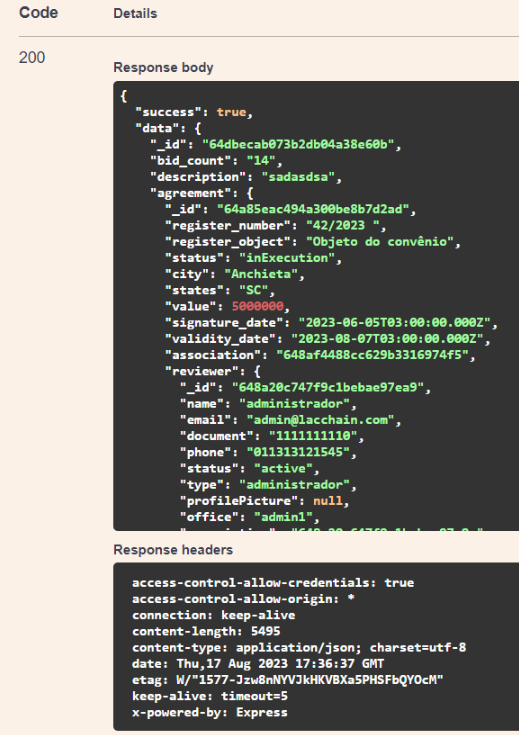 Code Details
200
Response body
{
"success": true,
"data": {
"_id": "64dbecab073b2db04a38e60b",
"bid_count": "14",
"description": "sadasdsa",
"agreement": {
"_id": "64a85eac494a300be8b7d2ad",
"register_number": "42/2023 ",
"register_object": "Objeto do convênio",
"status": "inExecution",
"city": "Anchieta",
"states": "SC",
"value": 5000000,
"signature_date": "2023-06-05T03:00:00.000Z",
"validity_date": "2023-08-07T03:00:00.000Z",
"association": "648af4488cc629b3316974f5",
"reviewer": {
"_id": "648a20c747f9c1bebae97ea9",
"name": "administrador",
"email": "admin@lacchain.com",
"document": "1111111110",
"phone": "011313121545",
"status": "active",
"type": "administrador",
"profilePicture": null,
"office": "admin1",
Response headers
access-control-allow-credentials: true
access-control-allow-origin: *
connection: keep-alive
content-length: 5495
content-type: application/json; charset=utf-8
date: Thu,17 Aug 2023 17:36:37 GMT
etag: W/"1577-Jzw8nNYVJkHKVBXa5PHSFbQYOcM"
keep-alive: timeout=5
x-powered-by: Express